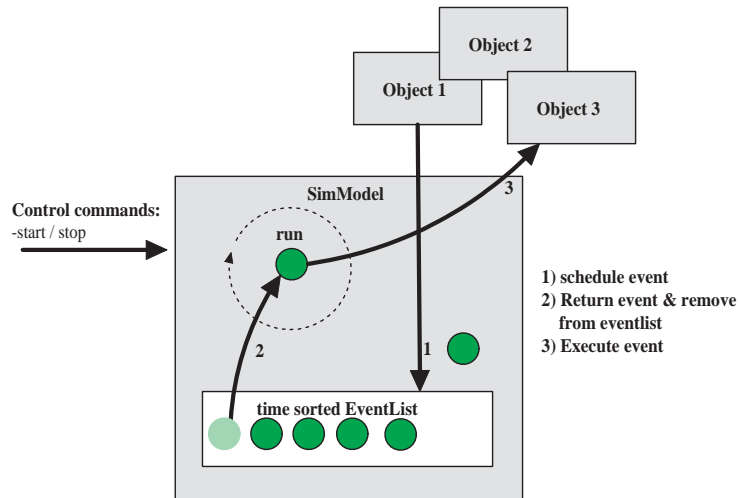 Object 2
Object 1
Object 3
SimModel
3
Control commands:
-start / stop
run
1) schedule event
2) Return event & remove
from eventlist
3) Execute event
2
1
time sorted EventList